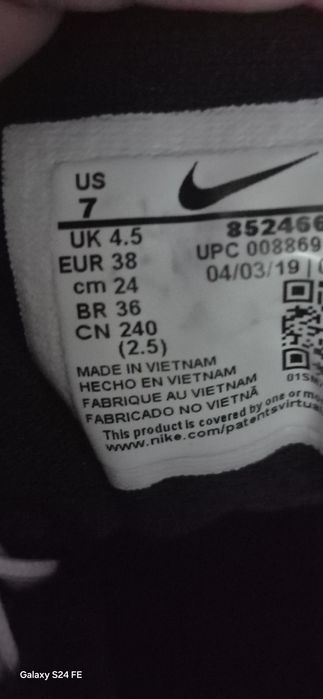 US
7
UK 4.5
EUR 38
cm 24
BR 36
CN 240
(2.5)
852466
UPC 008869
04/03/19 |
MADE IN VIETNAM
HECHO EN VIETNAM
FABRIQUE AU VIETNAM
FABRICADO NO VIETNÃ
This product is covered by one or
www.nike.com/patents
Galaxy S24 FE